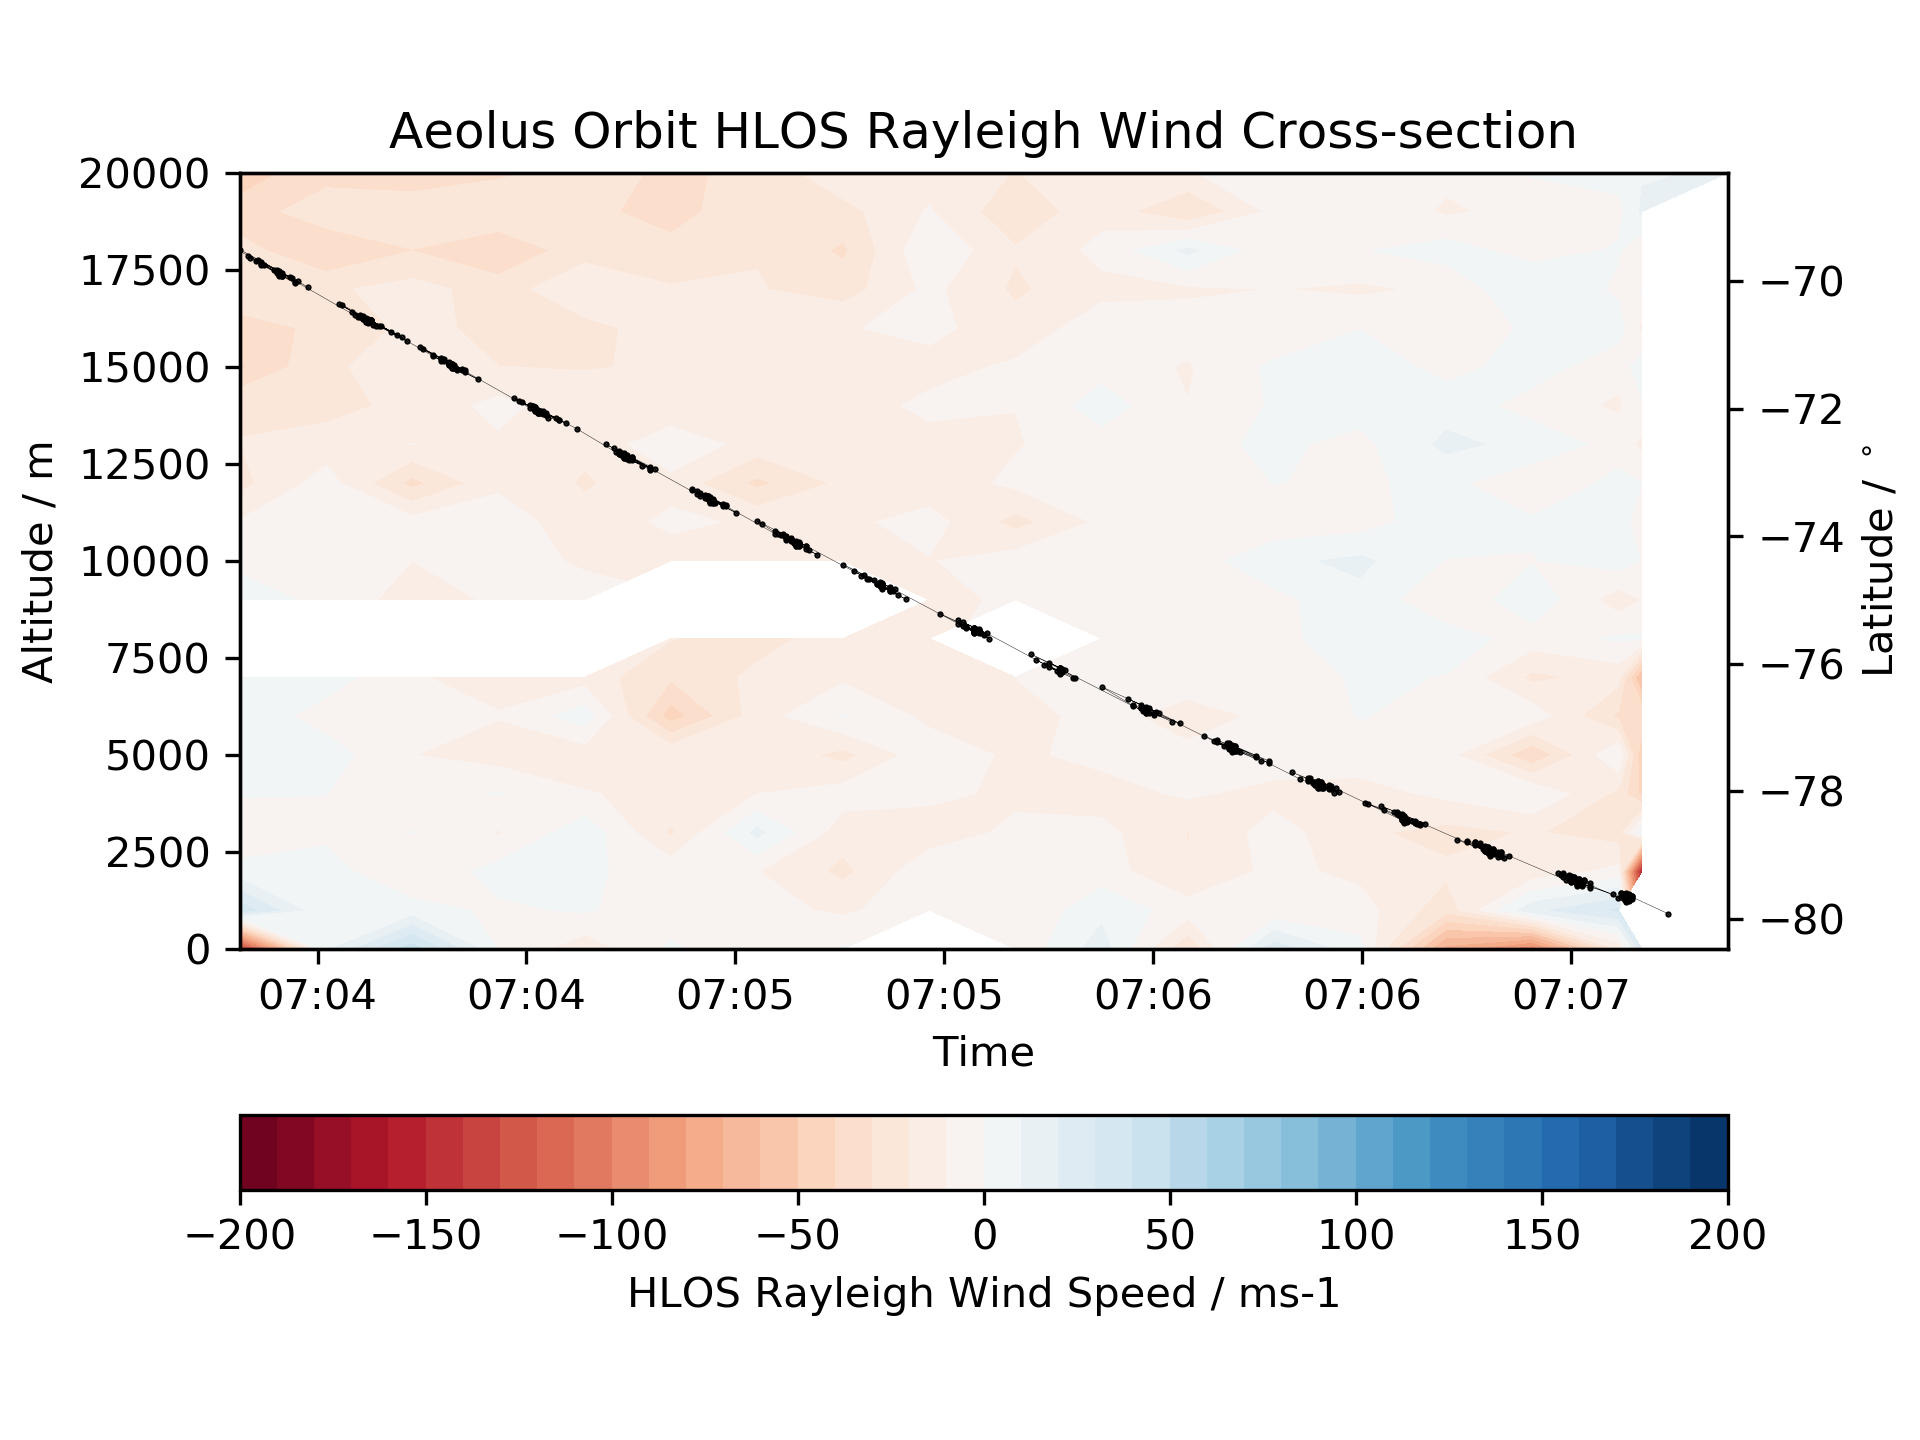 Aeolus Orbit HLOS Rayleigh Wind Cross-section
20000
17500
15000
12500
10000
7500
5000
2500
0
Altitude / m
−70
−72
−74
−76
−78
−80
Latitude / °
07:04 07:04 07:05 07:05 07:06 07:06 07:07
Time
−200 −150 −100 −50 0 50 100 150 200
HLOS Rayleigh Wind Speed / ms-1